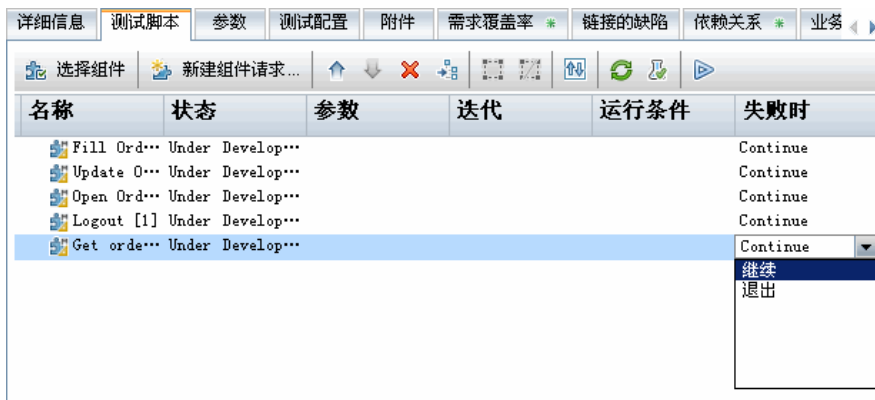 详细信息 测试脚本 参数 测试配置 附件 需求覆盖率 * 链接的缺陷 依赖关系 * 业务
选择组件 新建组件请求...
名称 状态 参数 迭代 运行条件 失败时
Fill Ord... Under Develop... Continue
Update O... Under Develop... Continue
Open Ord... Under Develop... Continue
Logout [1] Under Develop... Continue
Get orde... Under Develop... Continue
继续
退出